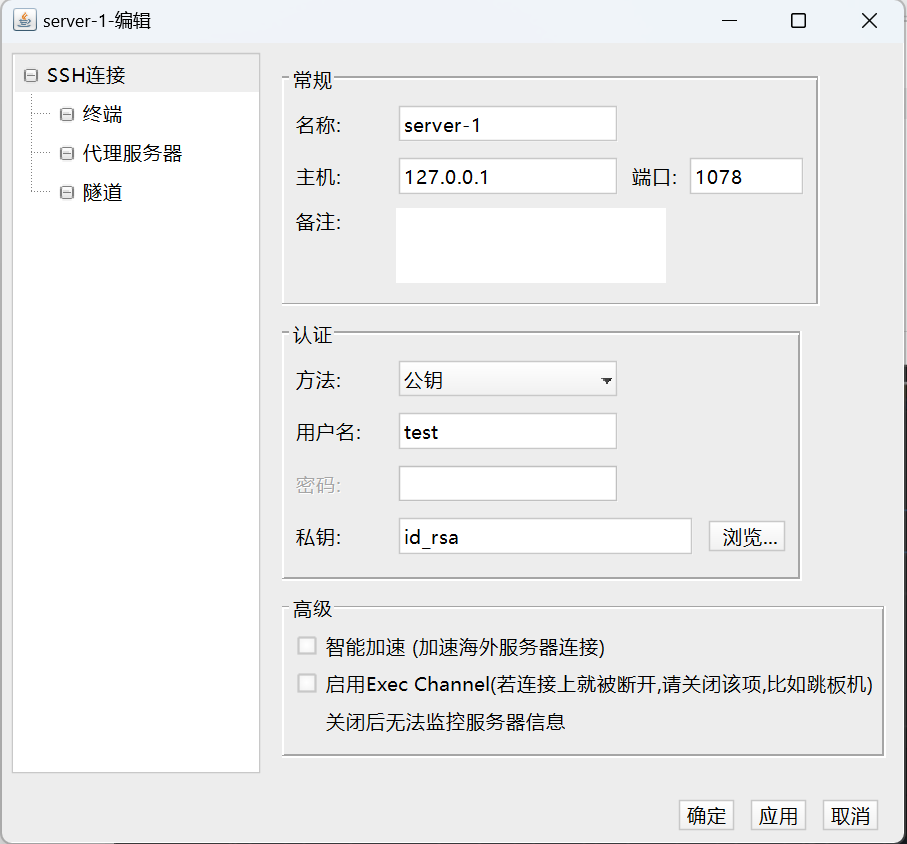 server-1-编辑
SSH连接
终端
代理服务器
隧道
常规
名称: server-1
主机: 127.0.0.1 端口: 1078
备注:
认证
方法: 公钥
用户名: test
密码:
私钥: id_rsa 浏览...
高级
智能加速 (加速海外服务器连接)
启用Exec Channel(若连接上就被断开,请关闭该项,比如跳板机)
关闭后无法监控服务器信息
确定 应用 取消